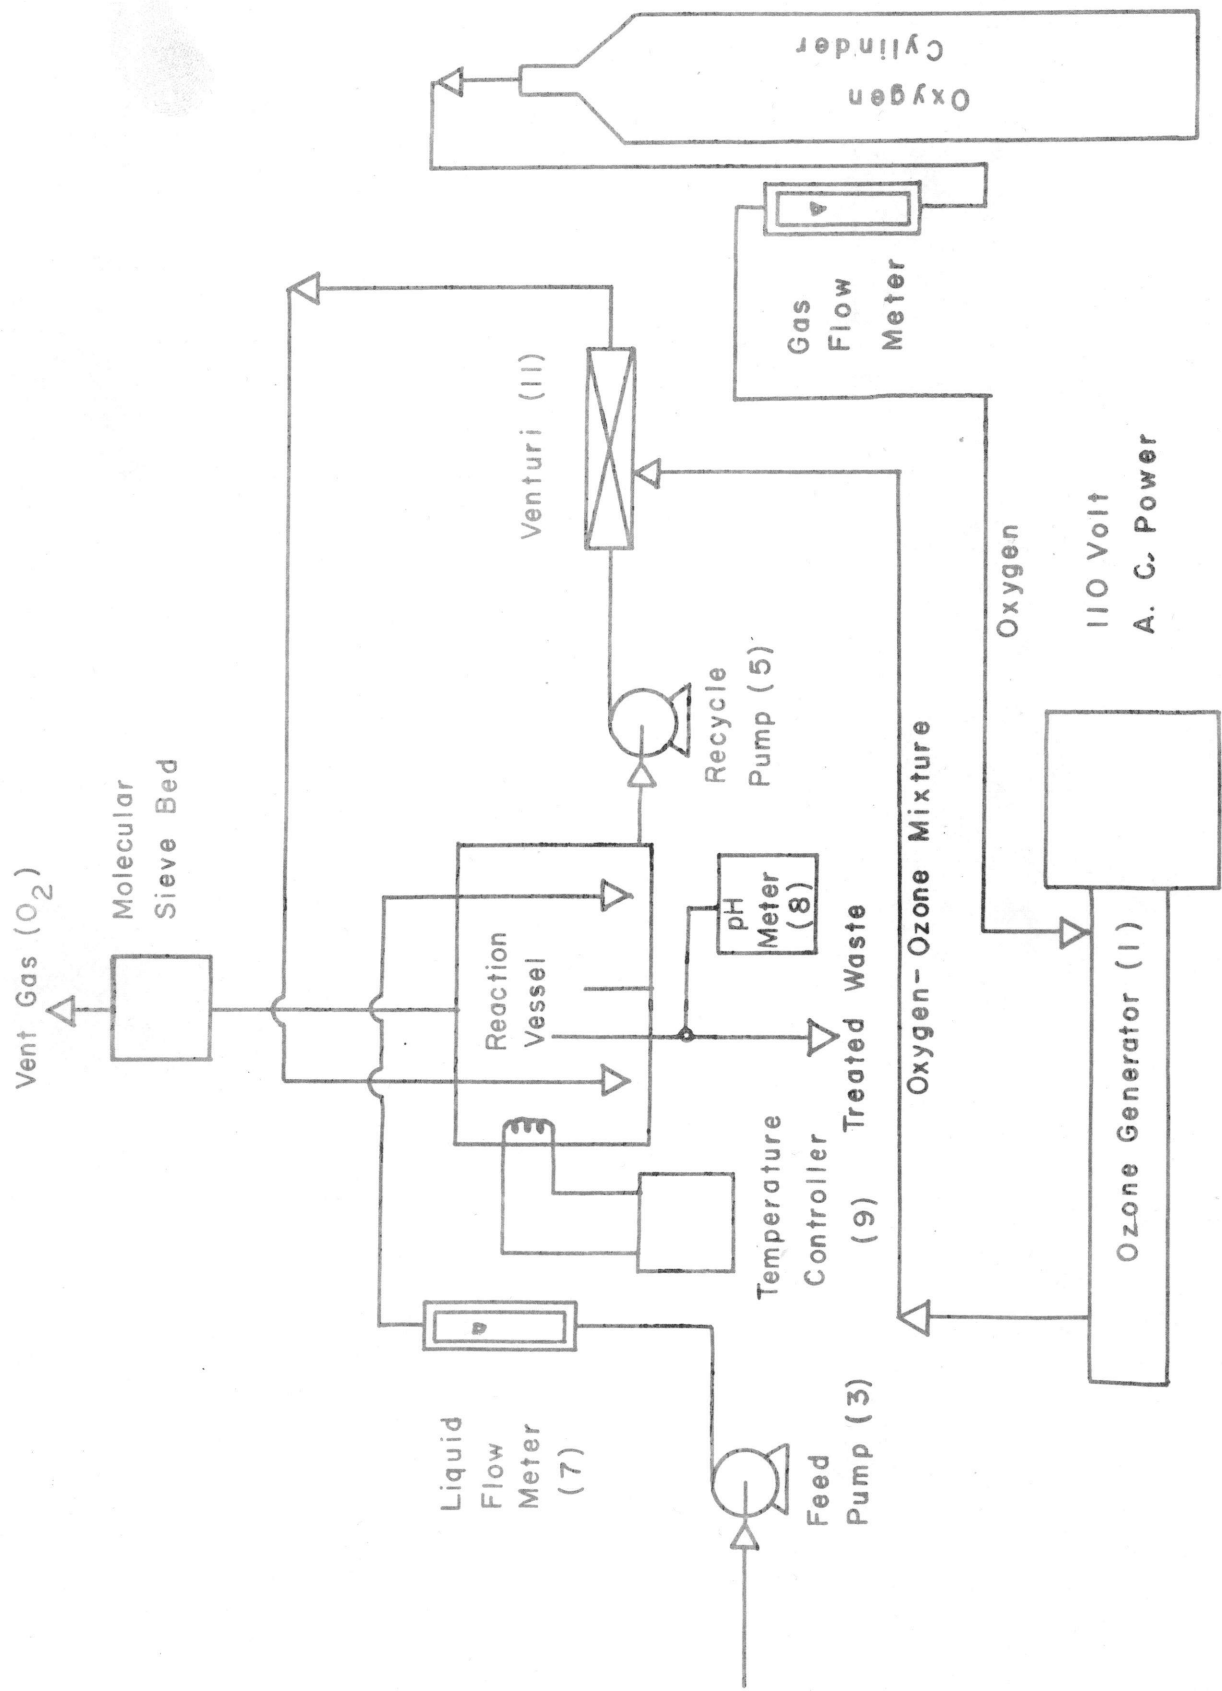 Vent Gas (O2)
Molecular
Sieve Bed
Liquid
Flow
Meter
(7)
Feed
Pump (3)
Temperature
Controller
(9)
Reaction
Vessel
pH
Meter
(8)
Treated Waste
Recycle
Pump (5)
Venturi (11)
Oxygen-Ozone Mixture
Ozone Generator (1)
Oxygen
110 Volt
A. C. Power
Gas
Flow
Meter
Oxygen
Cylinder